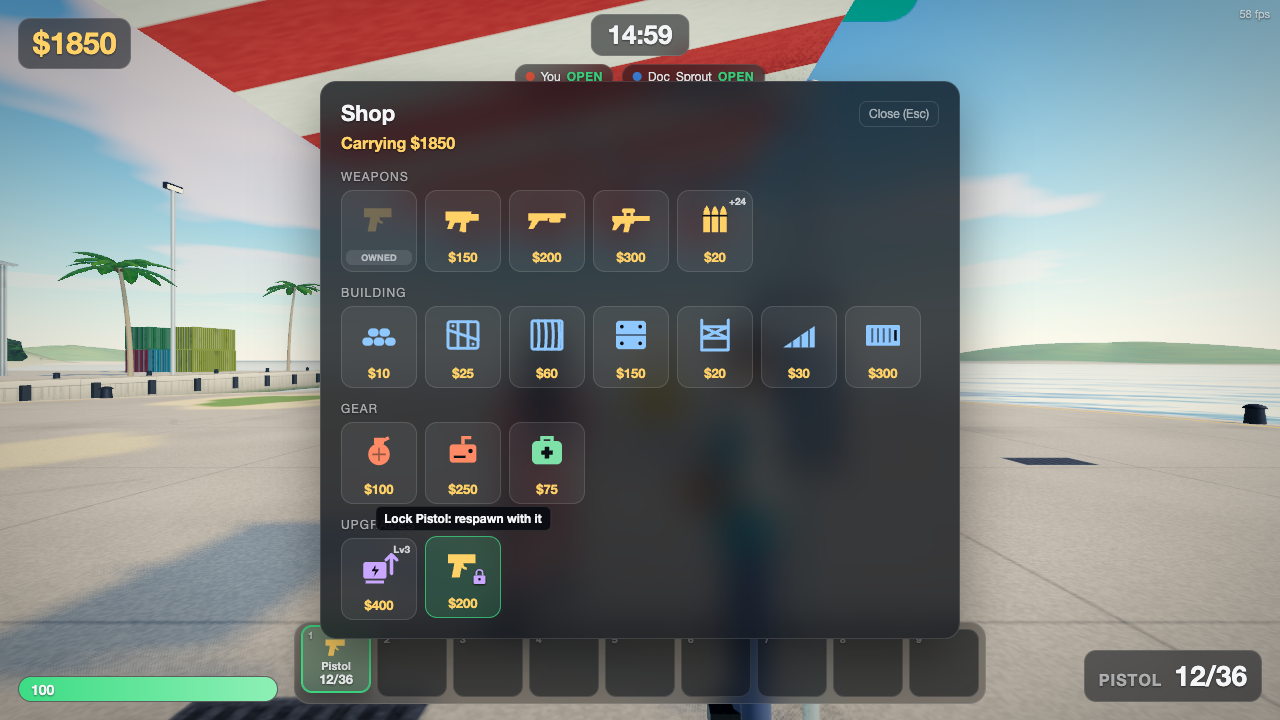 $1850
14:59
58 fps
You OPEN
Doc Sprout OPEN
Shop
Close (Esc)
Carrying $1850
WEAPONS
+24
OWNED
$150
$200
$300
$20
BUILDING
$10
$25
$60
$150
$20
$30
$300
GEAR
$100
$250
$75
Lock Pistol: respawn with it
Lv3
$400
$200
1
2
3
4
5
6
7
8
9
Pistol
12/36
100
PISTOL 12/36